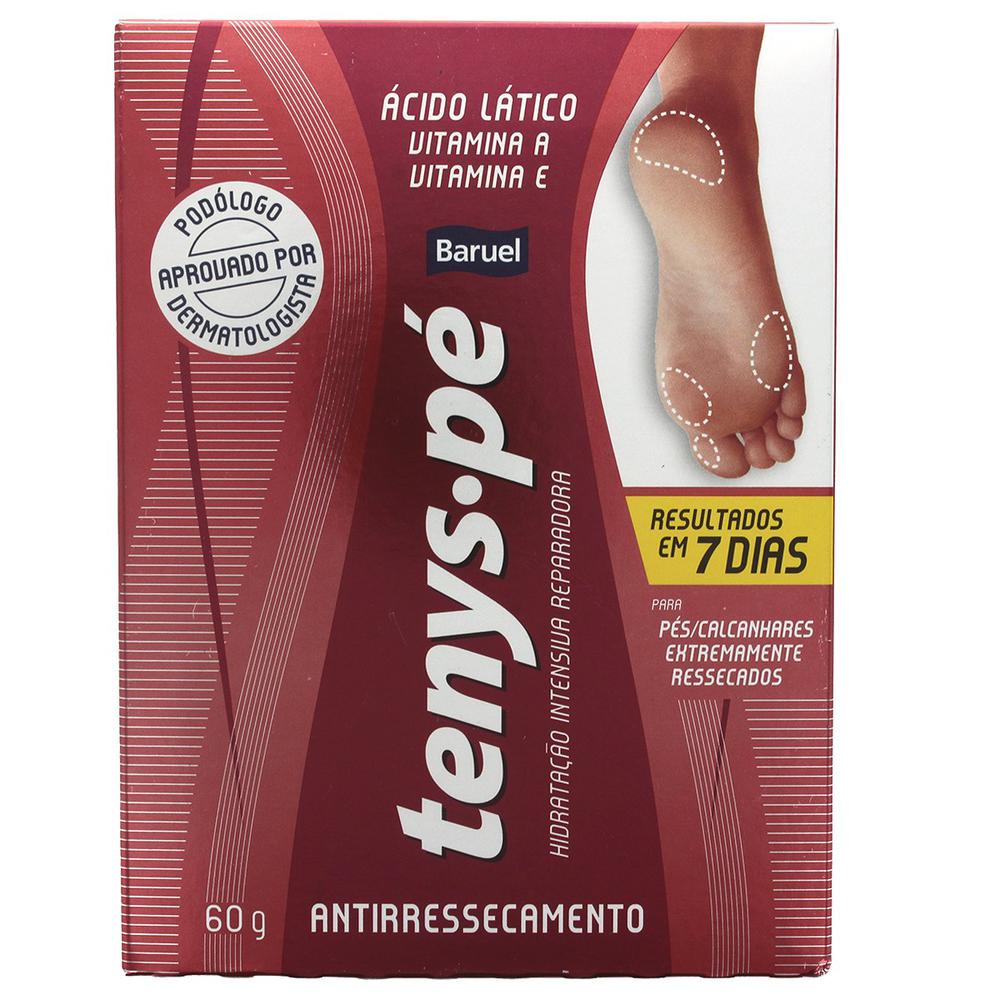 ÁCIDO LÁTICO
VITAMINA A
VITAMINA E
PODÓLOGO
APROVADO POR
DERMATOLOGISTA
Baruel
tenys·pé
HIDRATAÇÃO INTENSIVA REPARADORA
RESULTADOS
EM 7 DIAS
PARA
PÉS/CALCANHARES
EXTREMAMENTE
RESSECADOS
60 g
ANTIRRESSECAMENTO